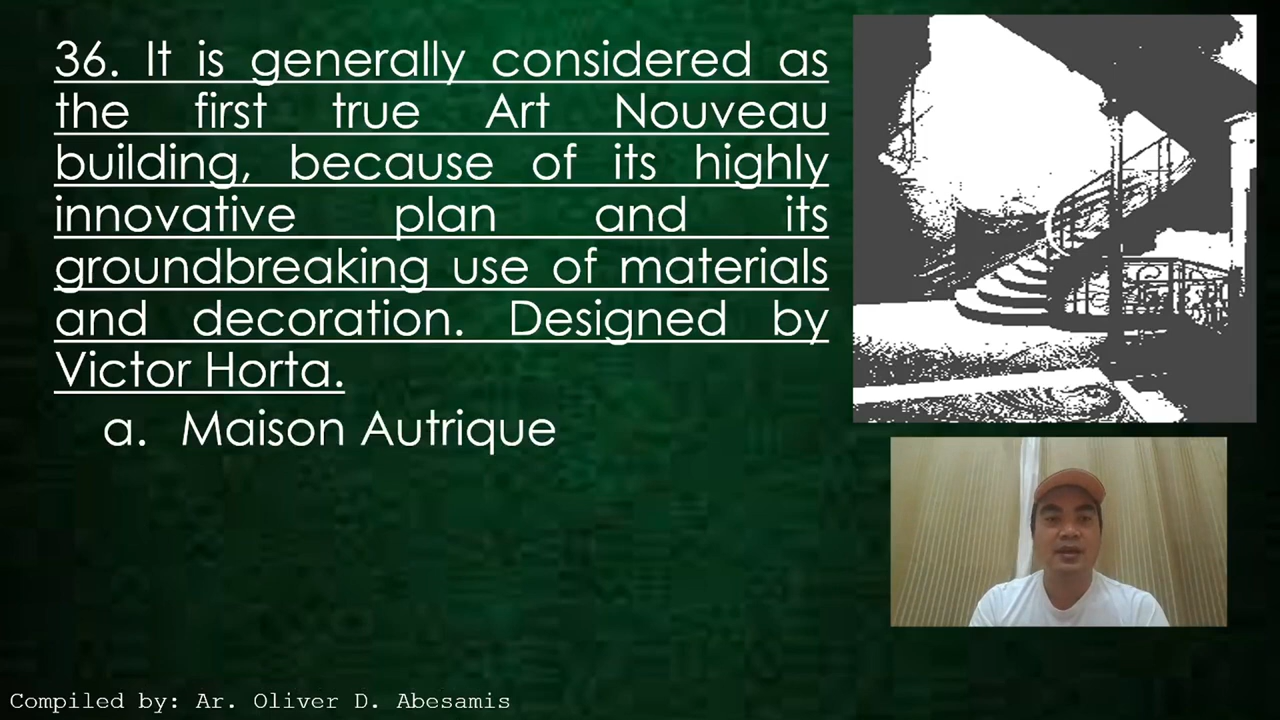 36. It is generally considered as
the first true Art Nouveau
building, because of its highly
innovative plan and its
groundbreaking use of materials
and decoration. Designed by
Victor Horta.
a. Maison Autrique
Compiled by: Ar. Oliver D. Abesamis